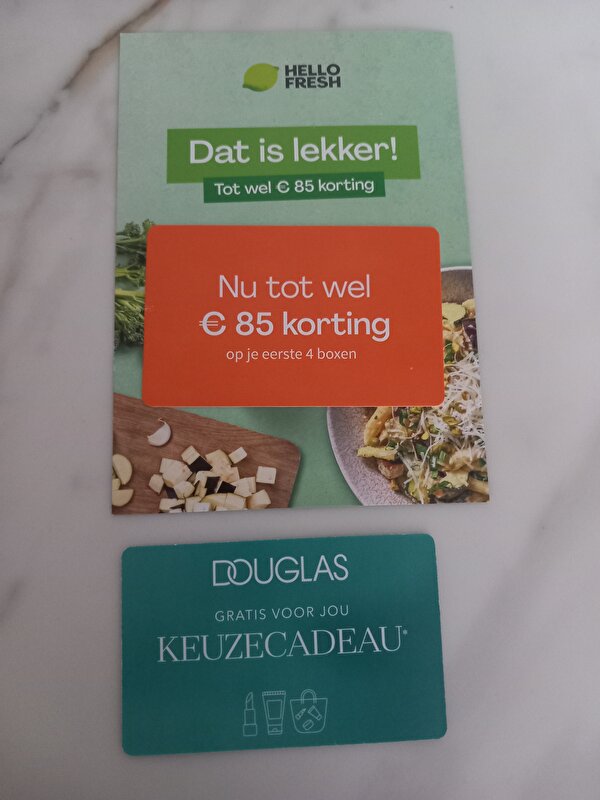 HELLO
FRESH
Dat is lekker!
Tot wel € 85 korting
Nu tot wel
€ 85 korting
op je eerste 4 boxen
DOUGLAS
GRATIS VOOR JOU
KEUZECADEAU*